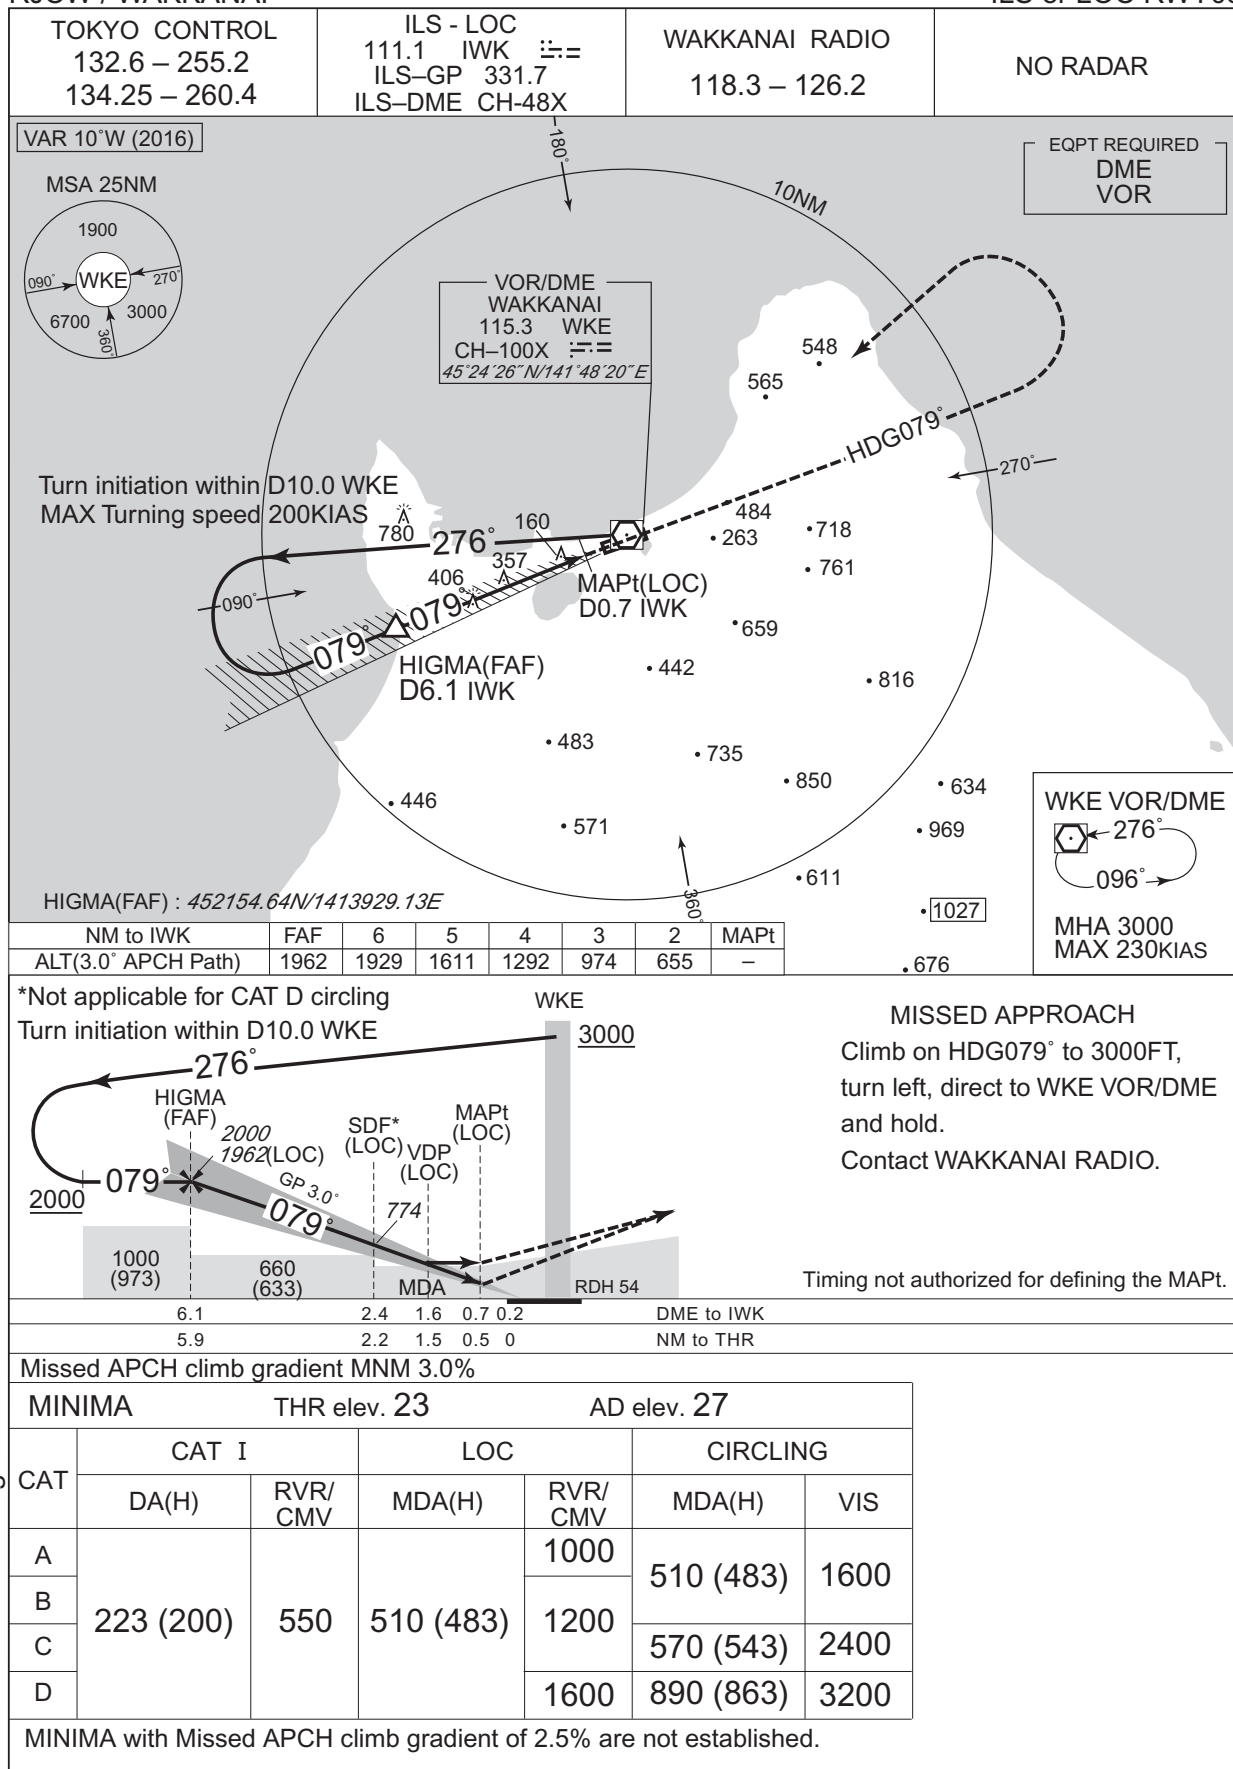 TOKYO CONTROL
132.6 – 255.2
134.25 – 260.4
ILS - LOC
111.1 IWK
ILS–GP 331.7
ILS–DME CH-48X
WAKKANAI RADIO
118.3 – 126.2
NO RADAR
VAR 10°W (2016)
MSA 25NM
1900
090°
WKE
270°
6700
3000
360°
180°
10NM
EQPT REQUIRED
DME
VOR
VOR/DME
WAKKANAI
115.3 WKE
CH–100X
45°24´26˝N/141°48´20˝E
548
565
HDG079°
270°
Turn initiation within D10.0 WKE
MAX Turning speed 200KIAS
780
276°
160
484
263
718
357
406
761
MAPt(LOC)
D0.7 IWK
090°
079°
079°
659
HIGMA(FAF)
D6.1 IWK
442
816
483
735
850
634
446
571
969
611
360°
1027
676
WKE VOR/DME
276°
096°
MHA 3000
MAX 230KIAS
HIGMA(FAF) : 452154.64N/1413929.13E
NM to IWK FAF 6 5 4 3 2 MAPt
ALT(3.0° APCH Path) 1962 1929 1611 1292 974 655 –
*Not applicable for CAT D circling
Turn initiation within D10.0 WKE
WKE
3000
276°
HIGMA
(FAF)
2000
1962(LOC)
SDF*
(LOC)
VDP
(LOC)
MAPt
(LOC)
GP 3.0°
2000
079°
079°
774
1000
(973)
660
(633)
MDA
RDH 54
MISSED APPROACH
Climb on HDG079° to 3000FT,
turn left, direct to WKE VOR/DME
and hold.
Contact WAKKANAI RADIO.
Timing not authorized for defining the MAPt.
6.1 2.4 1.6 0.7 0.2 DME to IWK
5.9 2.2 1.5 0.5 0 NM to THR
Missed APCH climb gradient MNM 3.0%
MINIMA THR elev. 23 AD elev. 27
CAT CAT I LOC CIRCLING
DA(H) RVR/CMV MDA(H) RVR/CMV MDA(H) VIS
A 1000
510 (483) 1600
B
223 (200) 550 510 (483) 1200
C 570 (543) 2400
D 1600 890 (863) 3200
MINIMA with Missed APCH climb gradient of 2.5% are not established.